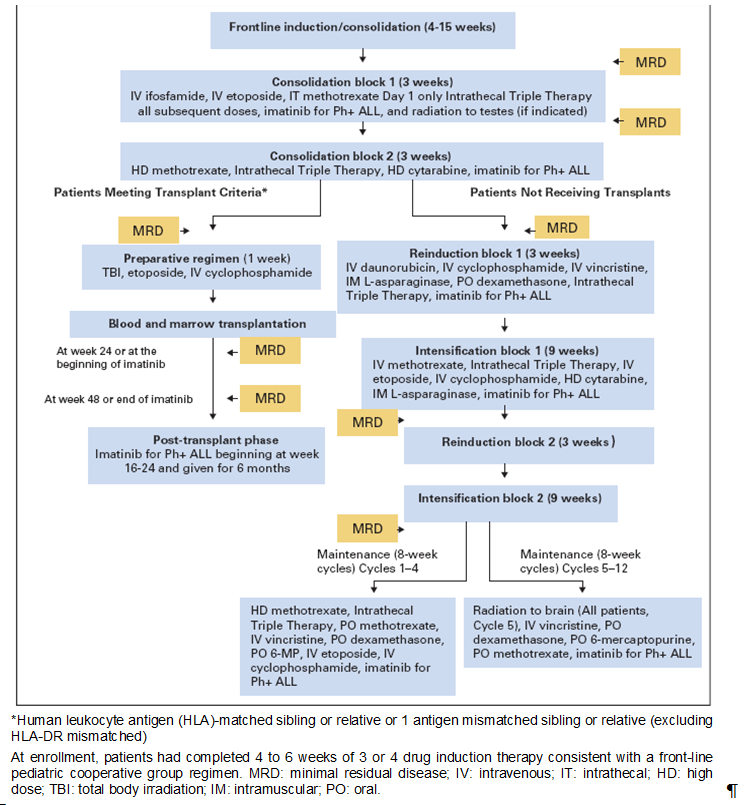 Frontline induction/consolidation (4-15 weeks)
MRD
Consolidation block 1 (3 weeks)
IV ifosfamide, IV etoposide, IT methotrexate Day 1 only Intrathecal Triple Therapy
all subsequent doses, imatinib for Ph+ ALL, and radiation to testes (if indicated)
MRD
Consolidation block 2 (3 weeks)
HD methotrexate, Intrathecal Triple Therapy, HD cytarabine, imatinib for Ph+ ALL
Patients Meeting Transplant Criteria*
MRD
Preparative regimen (1 week)
TBI, etoposide, IV cyclophosphamide
Blood and marrow transplantation
At week 24 or at the
beginning of imatinib
MRD
At week 48 or end of imatinib
MRD
Post-transplant phase
Imatinib for Ph+ ALL beginning at week
16-24 and given for 6 months
Patients Not Receiving Transplants
MRD
Reinduction block 1 (3 weeks)
IV daunorubicin, IV cyclophosphamide, IV vincristine,
IM L-asparaginase, PO dexamethasone, Intrathecal
Triple Therapy, imatinib for Ph+ ALL
Intensification block 1 (9 weeks)
IV methotrexate, Intrathecal Triple Therapy, IV
etoposide, IV cyclophosphamide, HD cytarabine,
IM L-asparaginase, imatinib for Ph+ ALL
MRD
Reinduction block 2 (3 weeks)
Intensification block 2 (9 weeks)
MRD
Maintenance (8-week
cycles) Cycles 1–4
HD methotrexate, Intrathecal
Triple Therapy, PO methotrexate,
IV vincristine, PO dexamethasone,
PO 6-MP, IV etoposide, IV
cyclophosphamide, imatinib for
Ph+ ALL
Maintenance (8-week
cycles) Cycles 5–12
Radiation to brain (All patients,
Cycle 5), IV vincristine, PO
dexamethasone, PO 6-mercaptopurine,
PO methotrexate, imatinib for Ph+ ALL
*Human leukocyte antigen (HLA)-matched sibling or relative or 1 antigen mismatched sibling or relative (excluding
HLA-DR mismatched)
At enrollment, patients had completed 4 to 6 weeks of 3 or 4 drug induction therapy consistent with a front-line
pediatric cooperative group regimen. MRD: minimal residual disease; IV: intravenous; IT: intrathecal; HD: high
dose; TBI: total body irradiation; IM: intramuscular; PO: oral. ¶